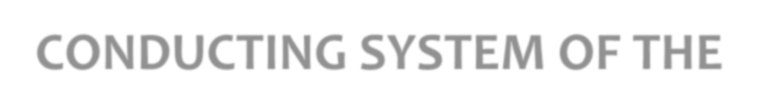 CONDUCTING SYSTEM OF THE